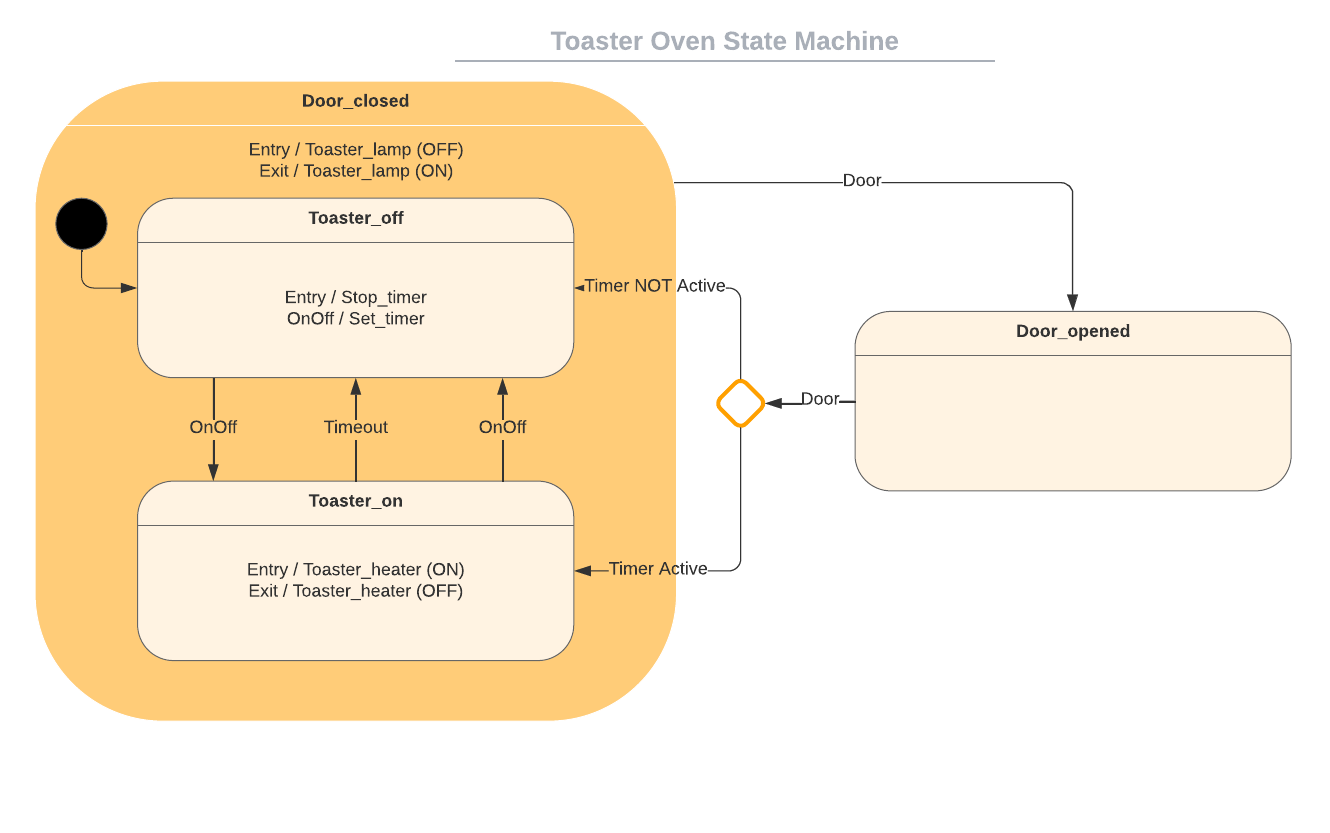 Toaster Oven State Machine
Door_closed
Entry / Toaster_lamp (OFF)
Exit / Toaster_lamp (ON)
Door
Toaster_off
Timer NOT Active
Entry / Stop_timer
OnOff / Set_timer
Door_opened
Door
OnOff
Timeout
OnOff
Toaster_on
Timer Active
Entry / Toaster_heater (ON)
Exit / Toaster_heater (OFF)